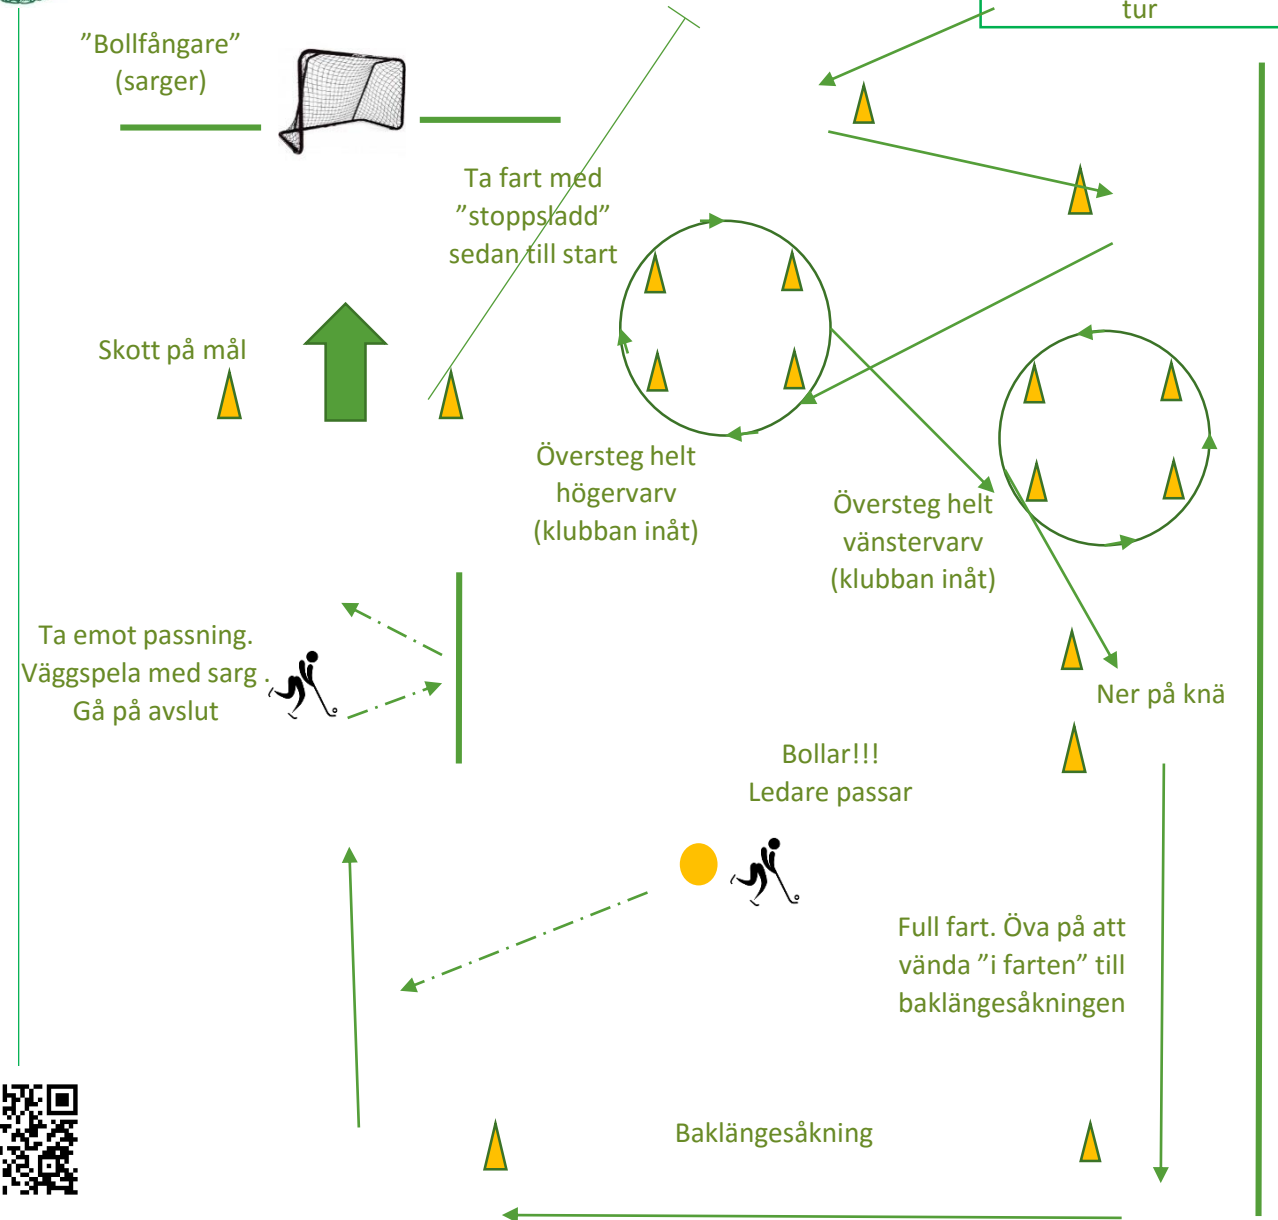 tur
”Bollfångare”
(sarger)
Ta fart med
”stoppsladd”
sedan till start
Skott på mål
Översteg helt
högervarv
(klubban inåt)
Översteg helt
vänstervarv
(klubban inåt)
Ta emot passning.
Väggspela med sarg .
Gå på avslut
Ner på knä
Bollar!!!
Ledare passar
Full fart. Öva på att
vända ”i farten” till
baklängesåkningen
Baklängesåkning